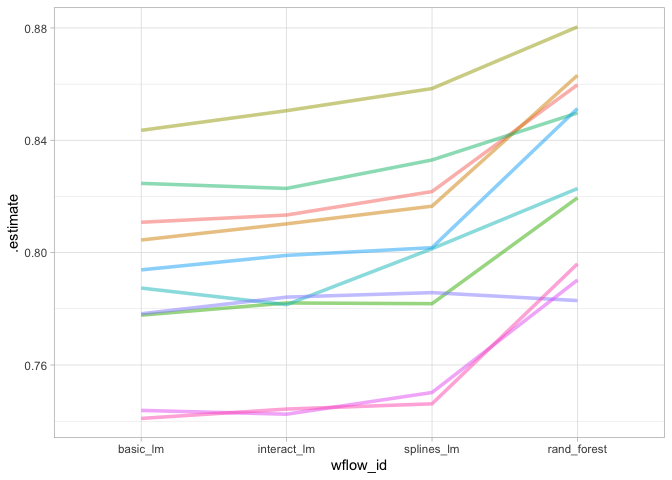 0.88
0.84
0.80
0.76
.estimate
basic_lm
interact_lm
splines_lm
rand_forest
wflow_id